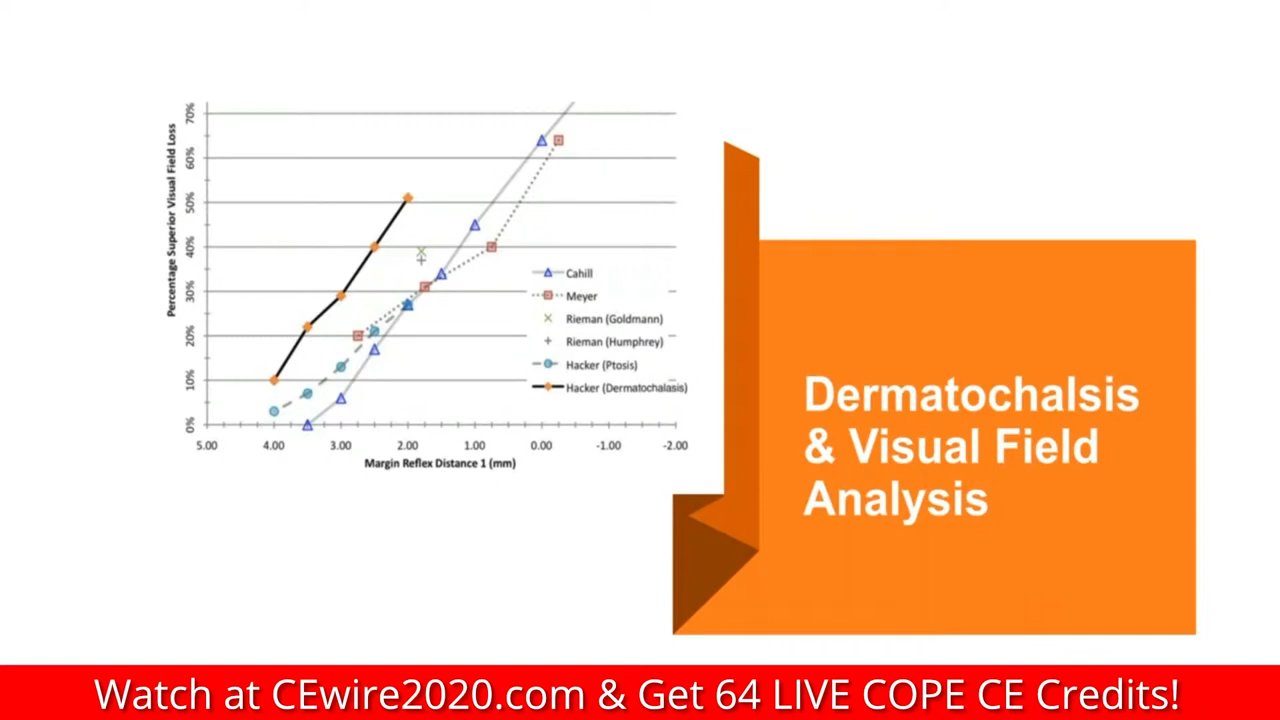 Percentage Superior Visual Field Loss
70%
60%
50%
40%
30%
20%
10%
0%
5.00 4.00 3.00 2.00 1.00 0.00 -1.00 -2.00
Margin Reflex Distance 1 (mm)
Cahill
Meyer
Rieman (Goldmann)
Rieman (Humphrey)
Hacker (Ptosis)
Hacker (Dermatochalasis)
Dermatochalsis
& Visual Field
Analysis
Watch at CEwire2020.com & Get 64 LIVE COPE CE Credits!